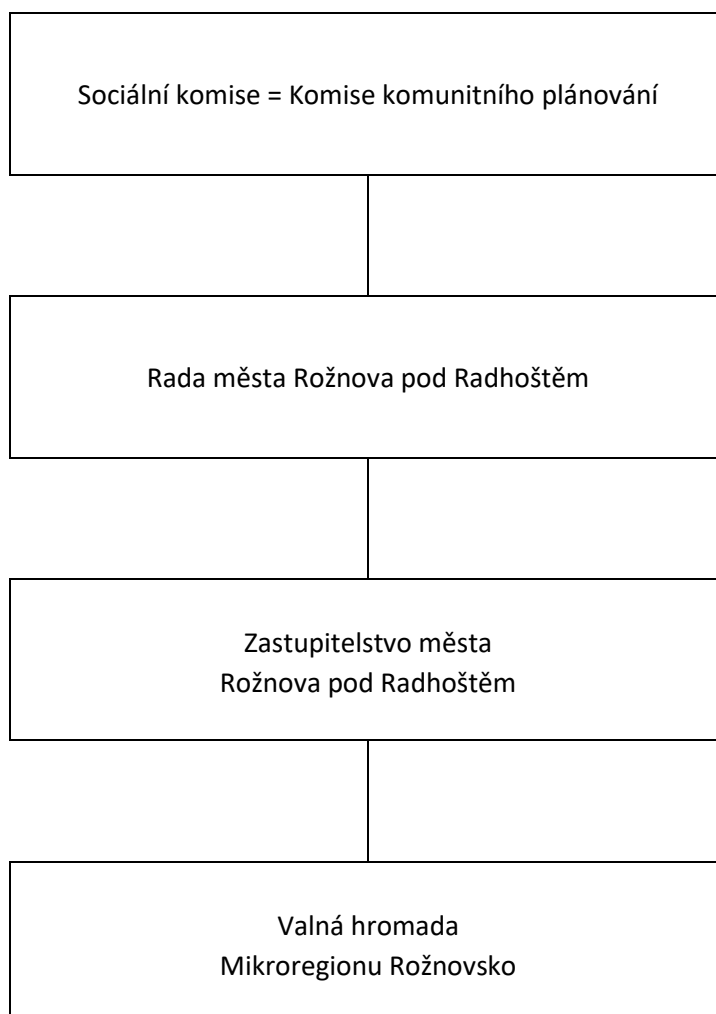 Sociální komise = Komise komunitního plánování
Rada města Rožnova pod Radhoštěm
Zastupitelstvo města
Rožnova pod Radhoštěm
Valná hromada
Mikroregionu Rožnovsko